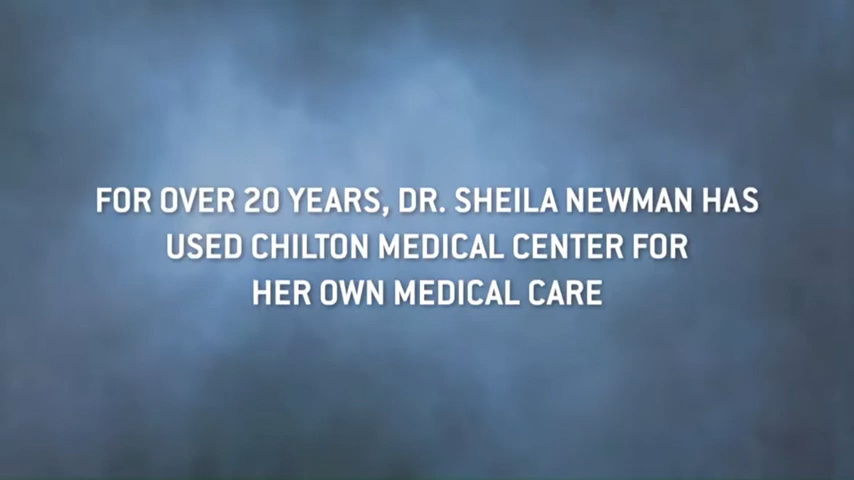 FOR OVER 20 YEARS, DR. SHEILA NEWMAN HAS
USED CHILTON MEDICAL CENTER FOR
HER OWN MEDICAL CARE